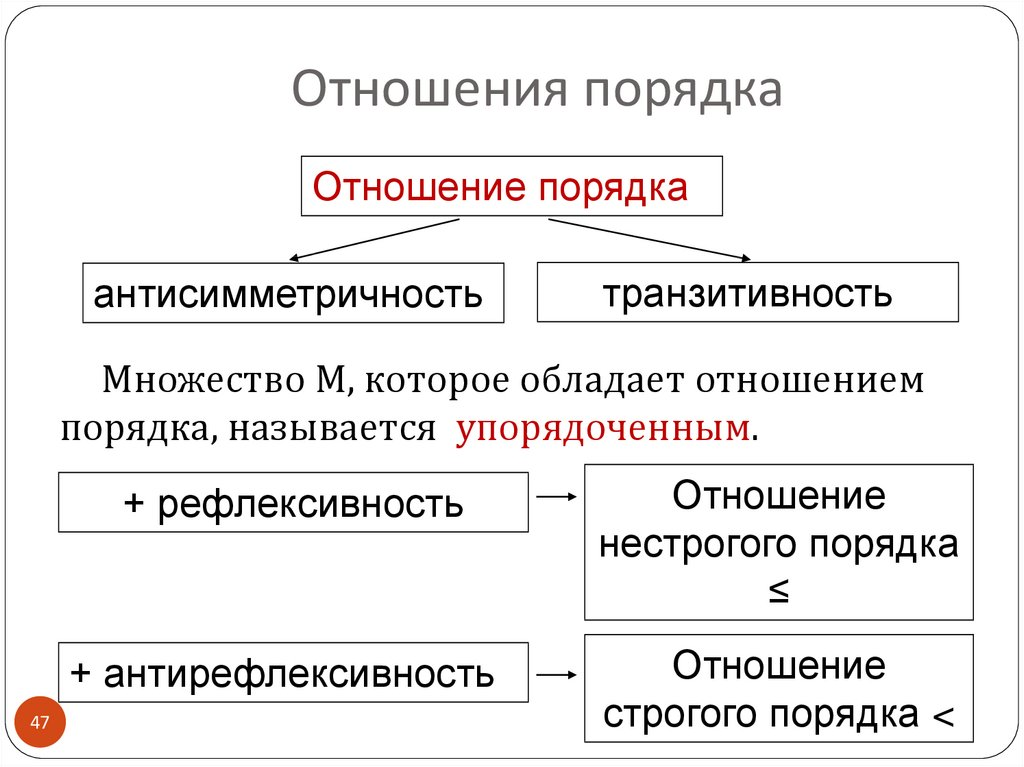 Отношения порядка
Отношение порядка
антисимметричность
транзитивность
Множество М, которое обладает отношением
порядка, называется упорядоченным.
+ рефлексивность
Отношение
нестрогого порядка
≤
+ антирефлексивность
Отношение
строгого порядка <
47